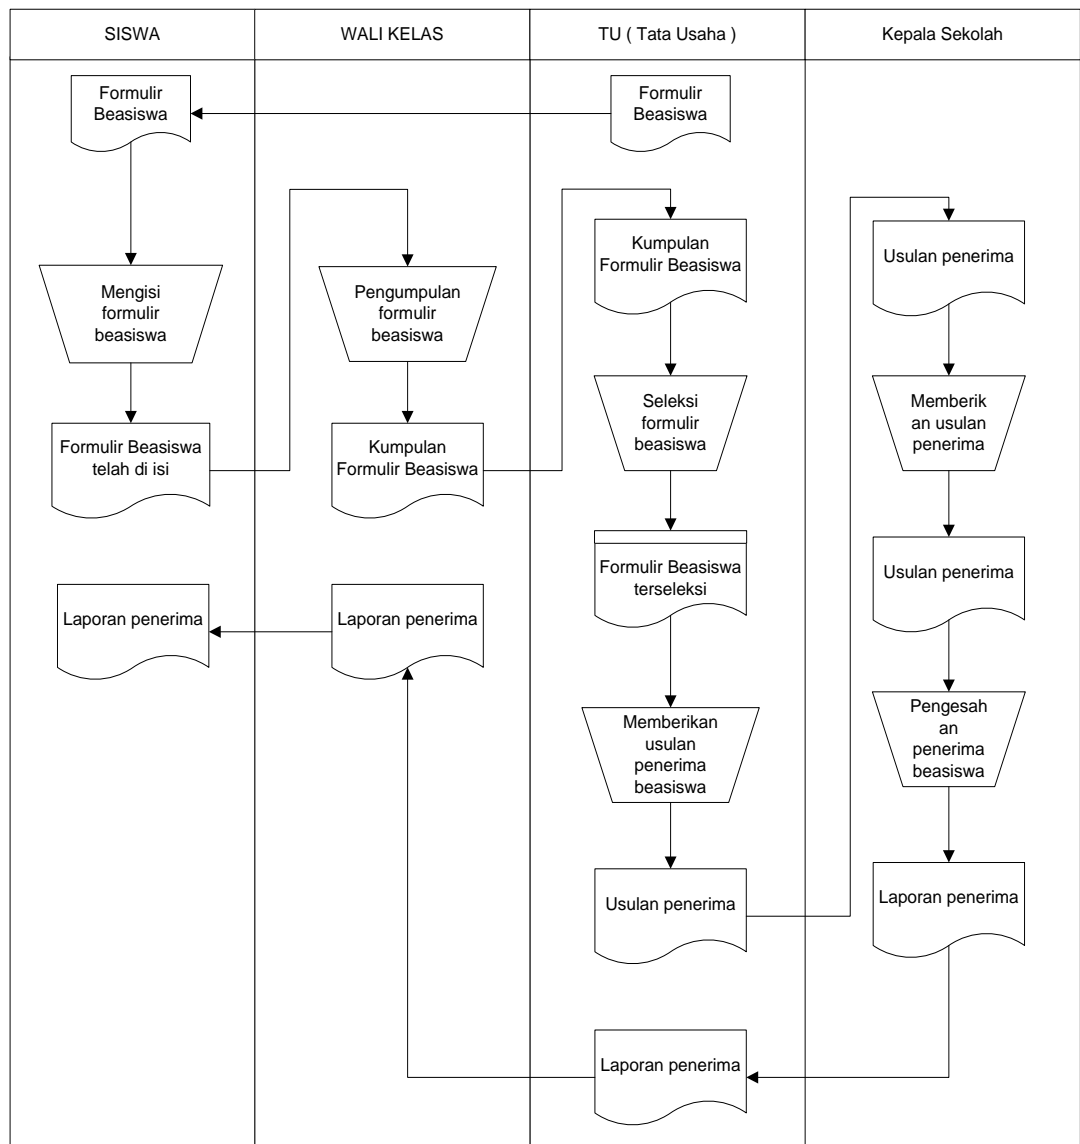 SISWA
WALI KELAS
TU ( Tata Usaha )
Kepala Sekolah
Formulir
Beasiswa
Mengisi
formulir
beasiswa
Formulir Beasiswa
telah di isi
Laporan penerima
Pengumpulan
formulir
beasiswa
Kumpulan
Formulir Beasiswa
Laporan penerima
Formulir
Beasiswa
Kumpulan
Formulir Beasiswa
Seleksi
formulir
beasiswa
Formulir Beasiswa
terseleksi
Memberikan
usulan
penerima
beasiswa
Usulan penerima
Laporan penerima
Usulan penerima
Memberik
an usulan
penerima
Usulan penerima
Pengesah
an
penerima
beasiswa
Laporan penerima